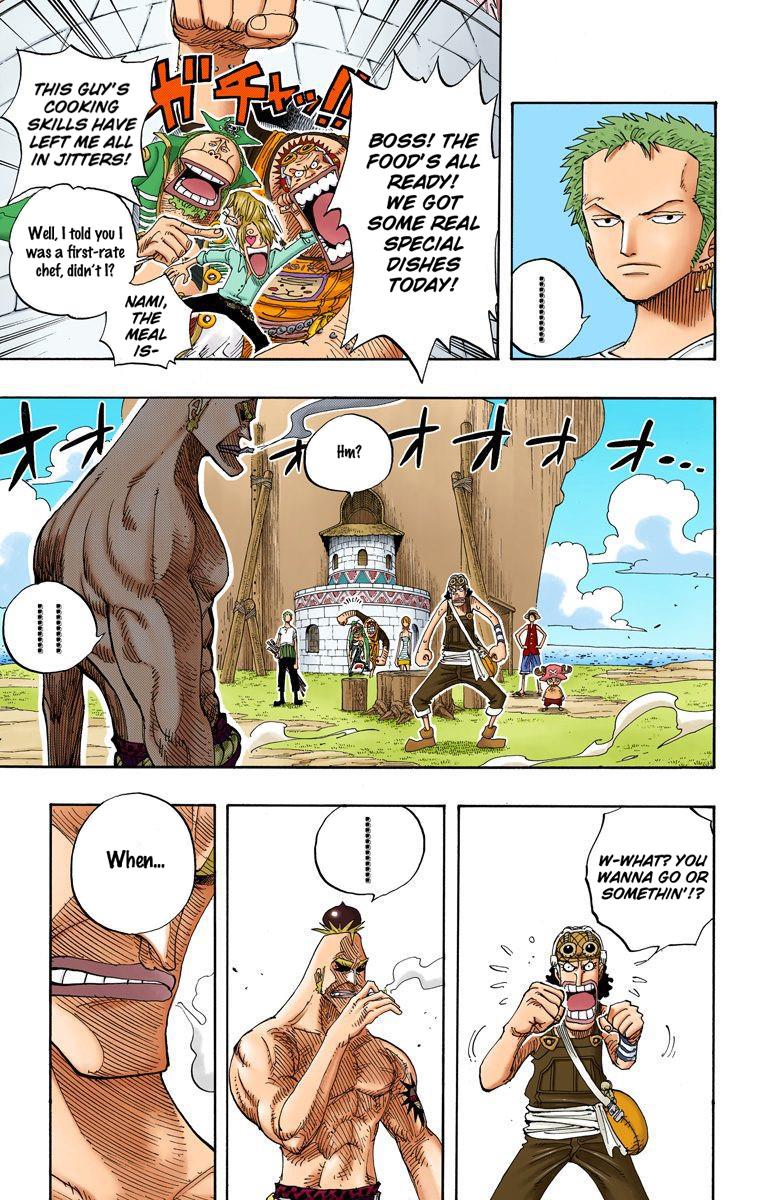 BOSS! THE
FOOD'S ALL
READY!
WE GOT
SOME REAL
SPECIAL
DISHES
TODAY!
ガチャッ!!
THIS GUY'S
COOKING
SKILLS HAVE
LEFT ME ALL
IN JITTERS!
Well, I told you I
was a first-rate
chef, didn't I?
NAMI,
THE
MEAL
IS-
オオオオオオ...
Hm?
W-WHAT? YOU
WANNA GO OR
SOMETHIN'!?
When...